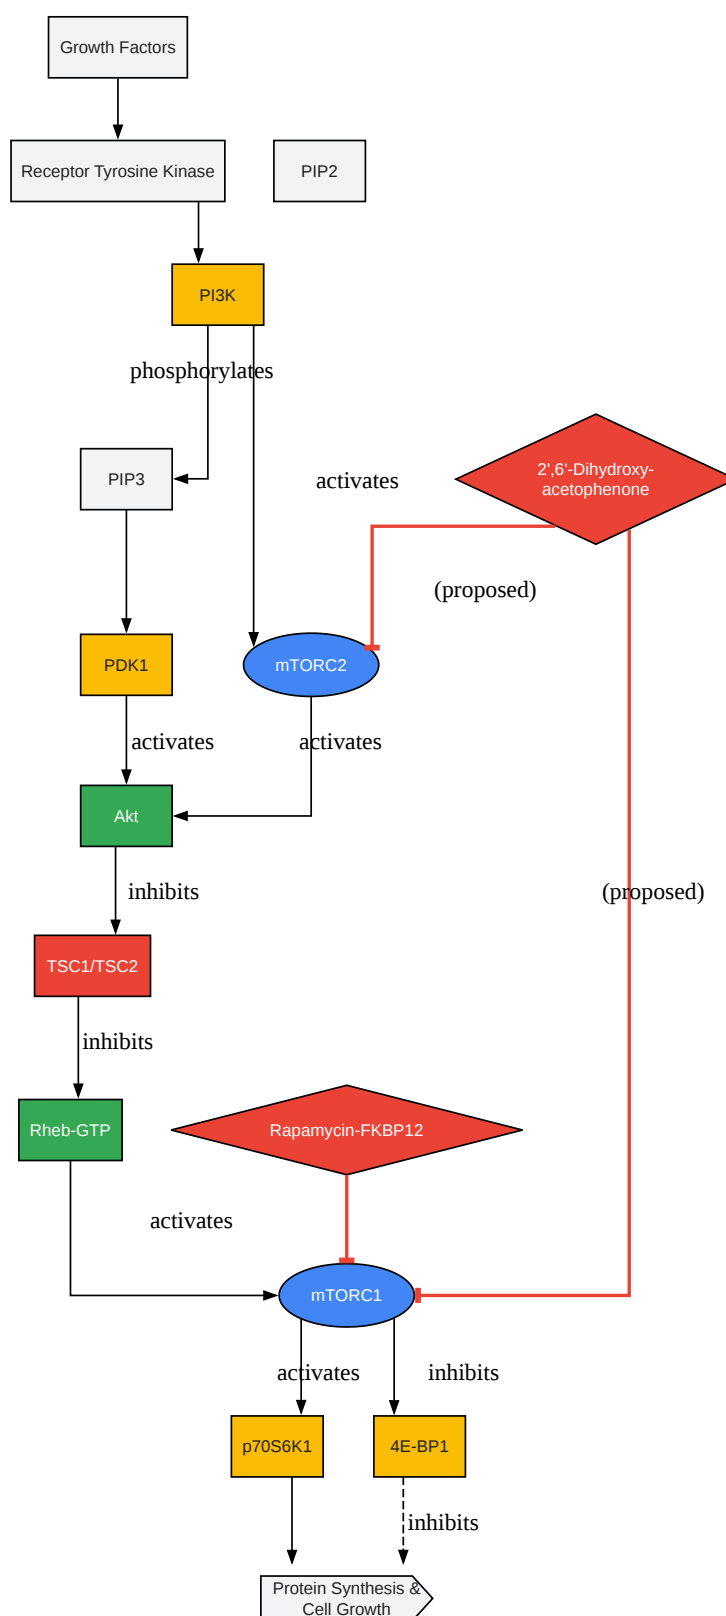 Growth Factors
Receptor Tyrosine Kinase
PIP2
PI3K
phosphorylates
PIP3
activates
2',6'-Dihydroxy-
acetophenone
(proposed)
PDK1
mTORC2
activates
activates
Akt
inhibits
(proposed)
TSC1/TSC2
inhibits
Rheb-GTP
Rapamycin-FKBP12
activates
mTORC1
activates
inhibits
p70S6K1
4E-BP1
inhibits
Protein Synthesis &
Cell Growth